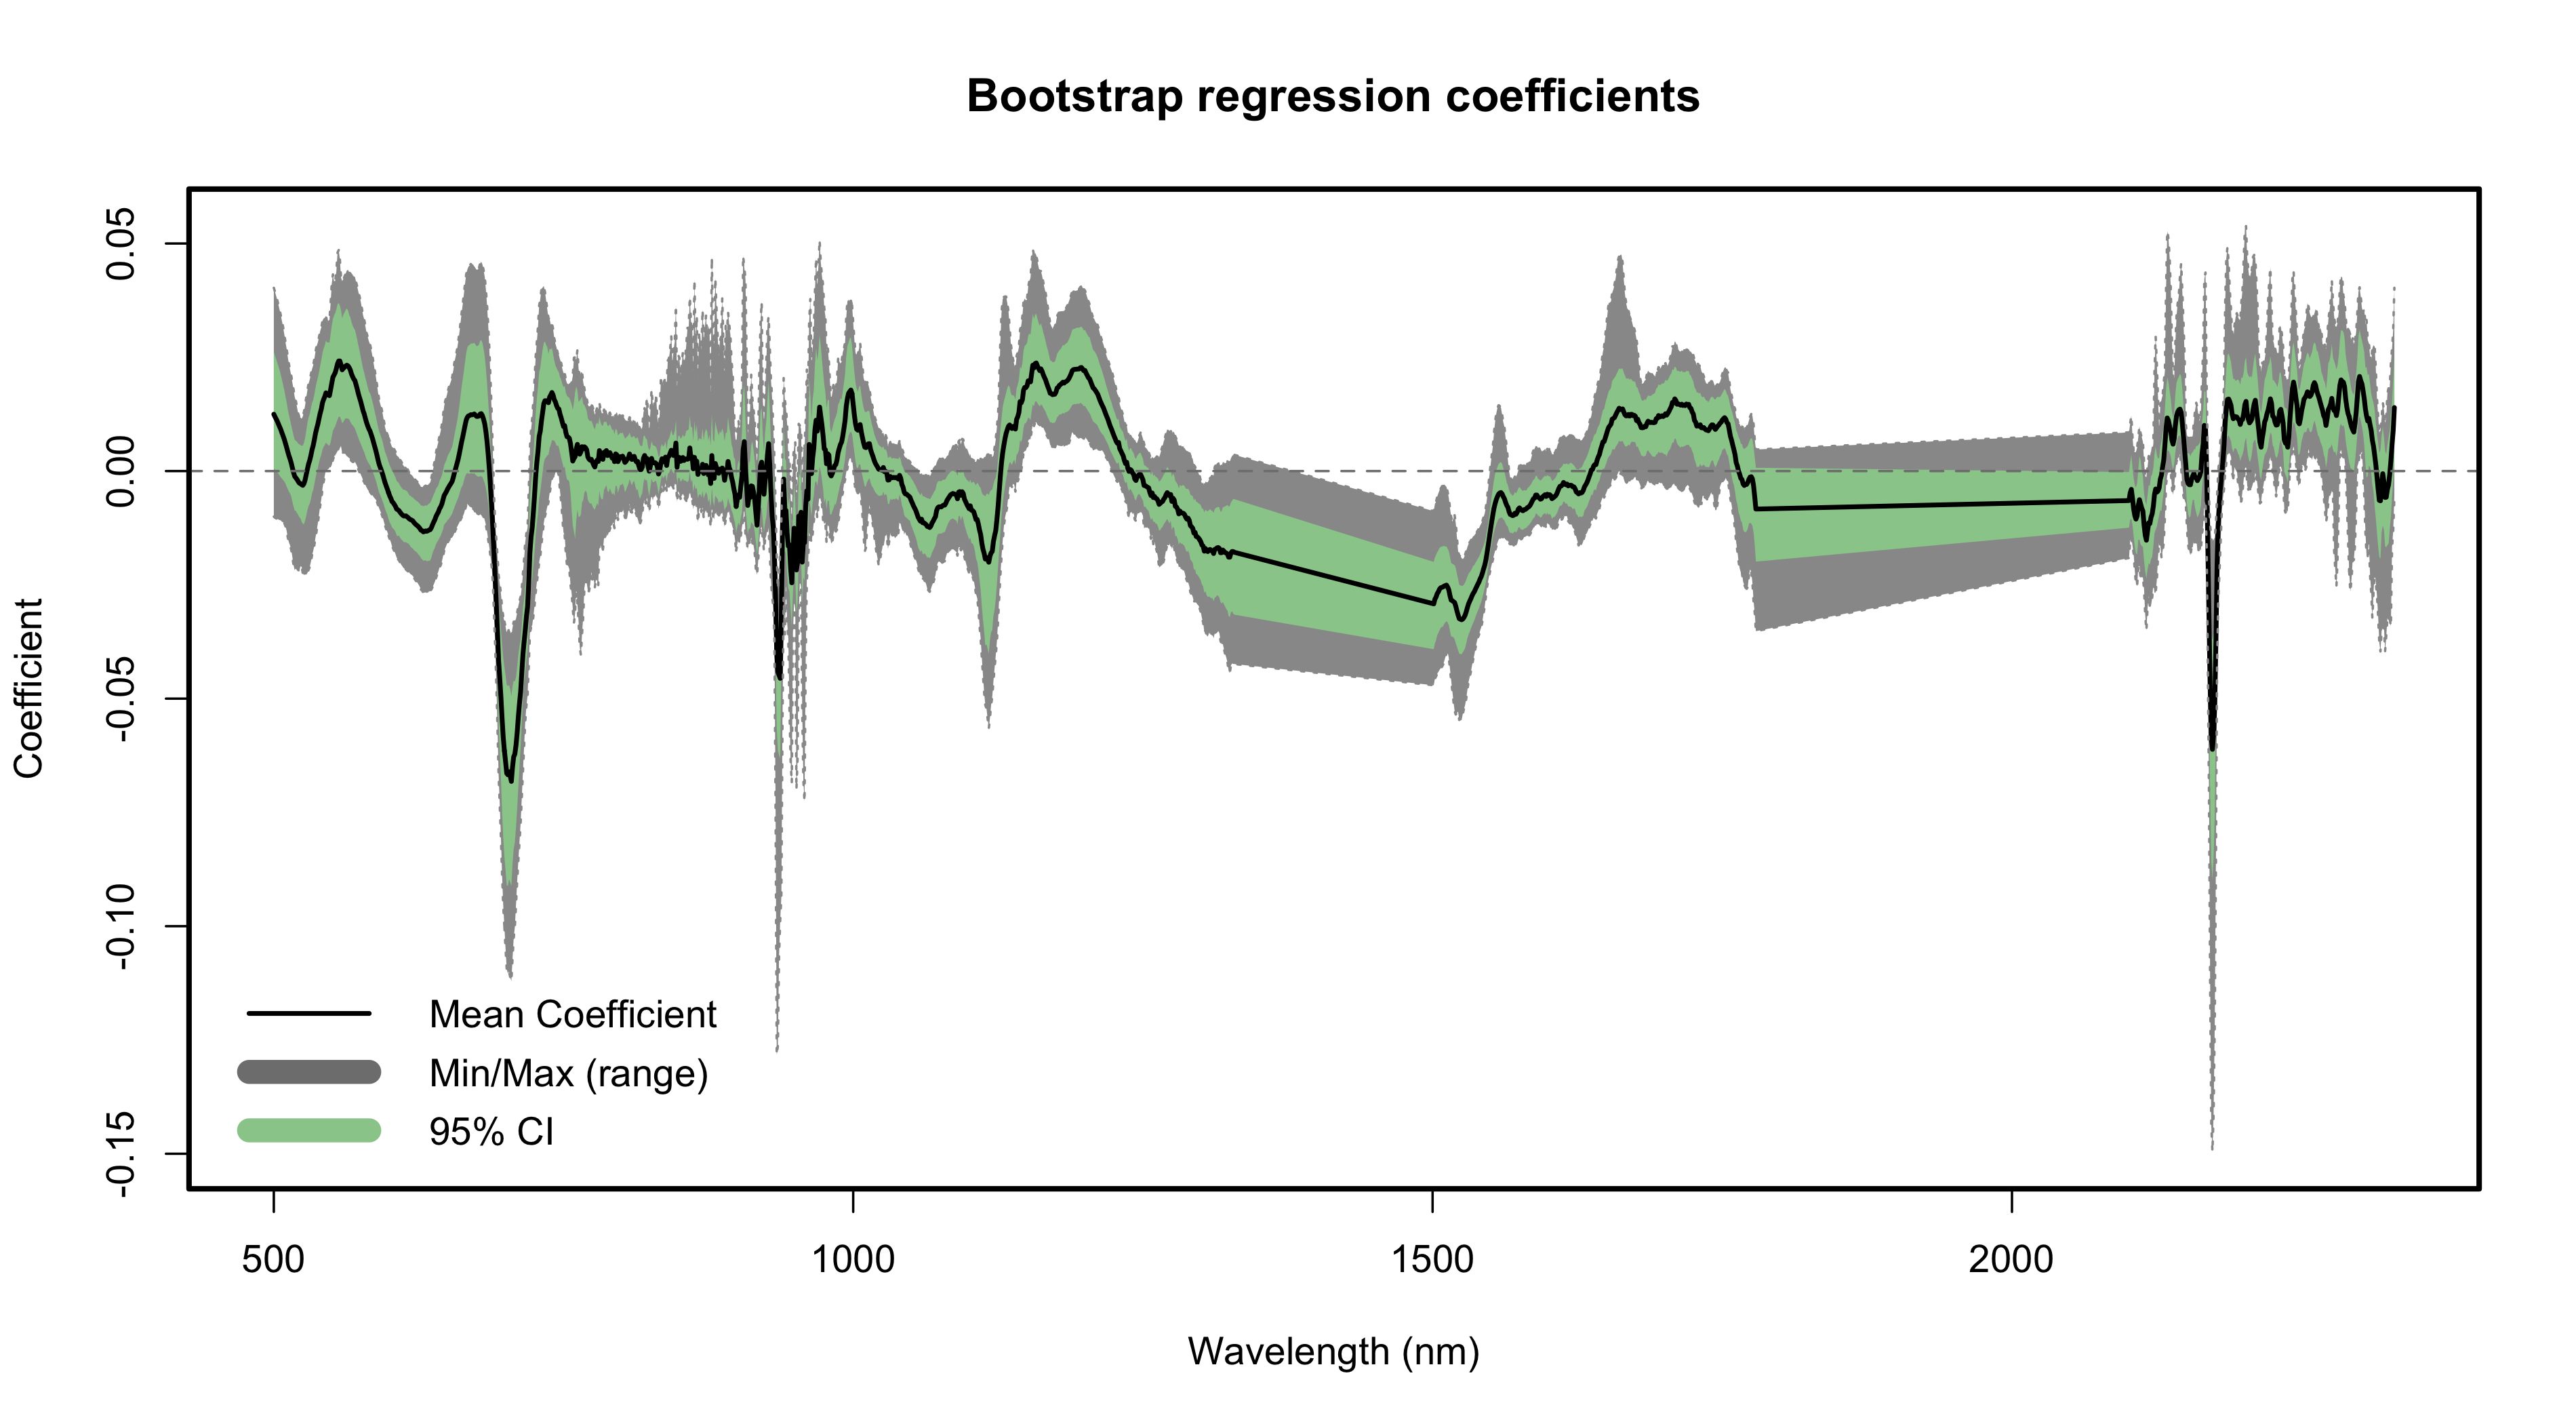 Bootstrap regression coefficients
Coefficient
0.05
0.00
-0.05
-0.10
-0.15
Mean Coefficient
Min/Max (range)
95% CI
500
1000
1500
2000
Wavelength (nm)